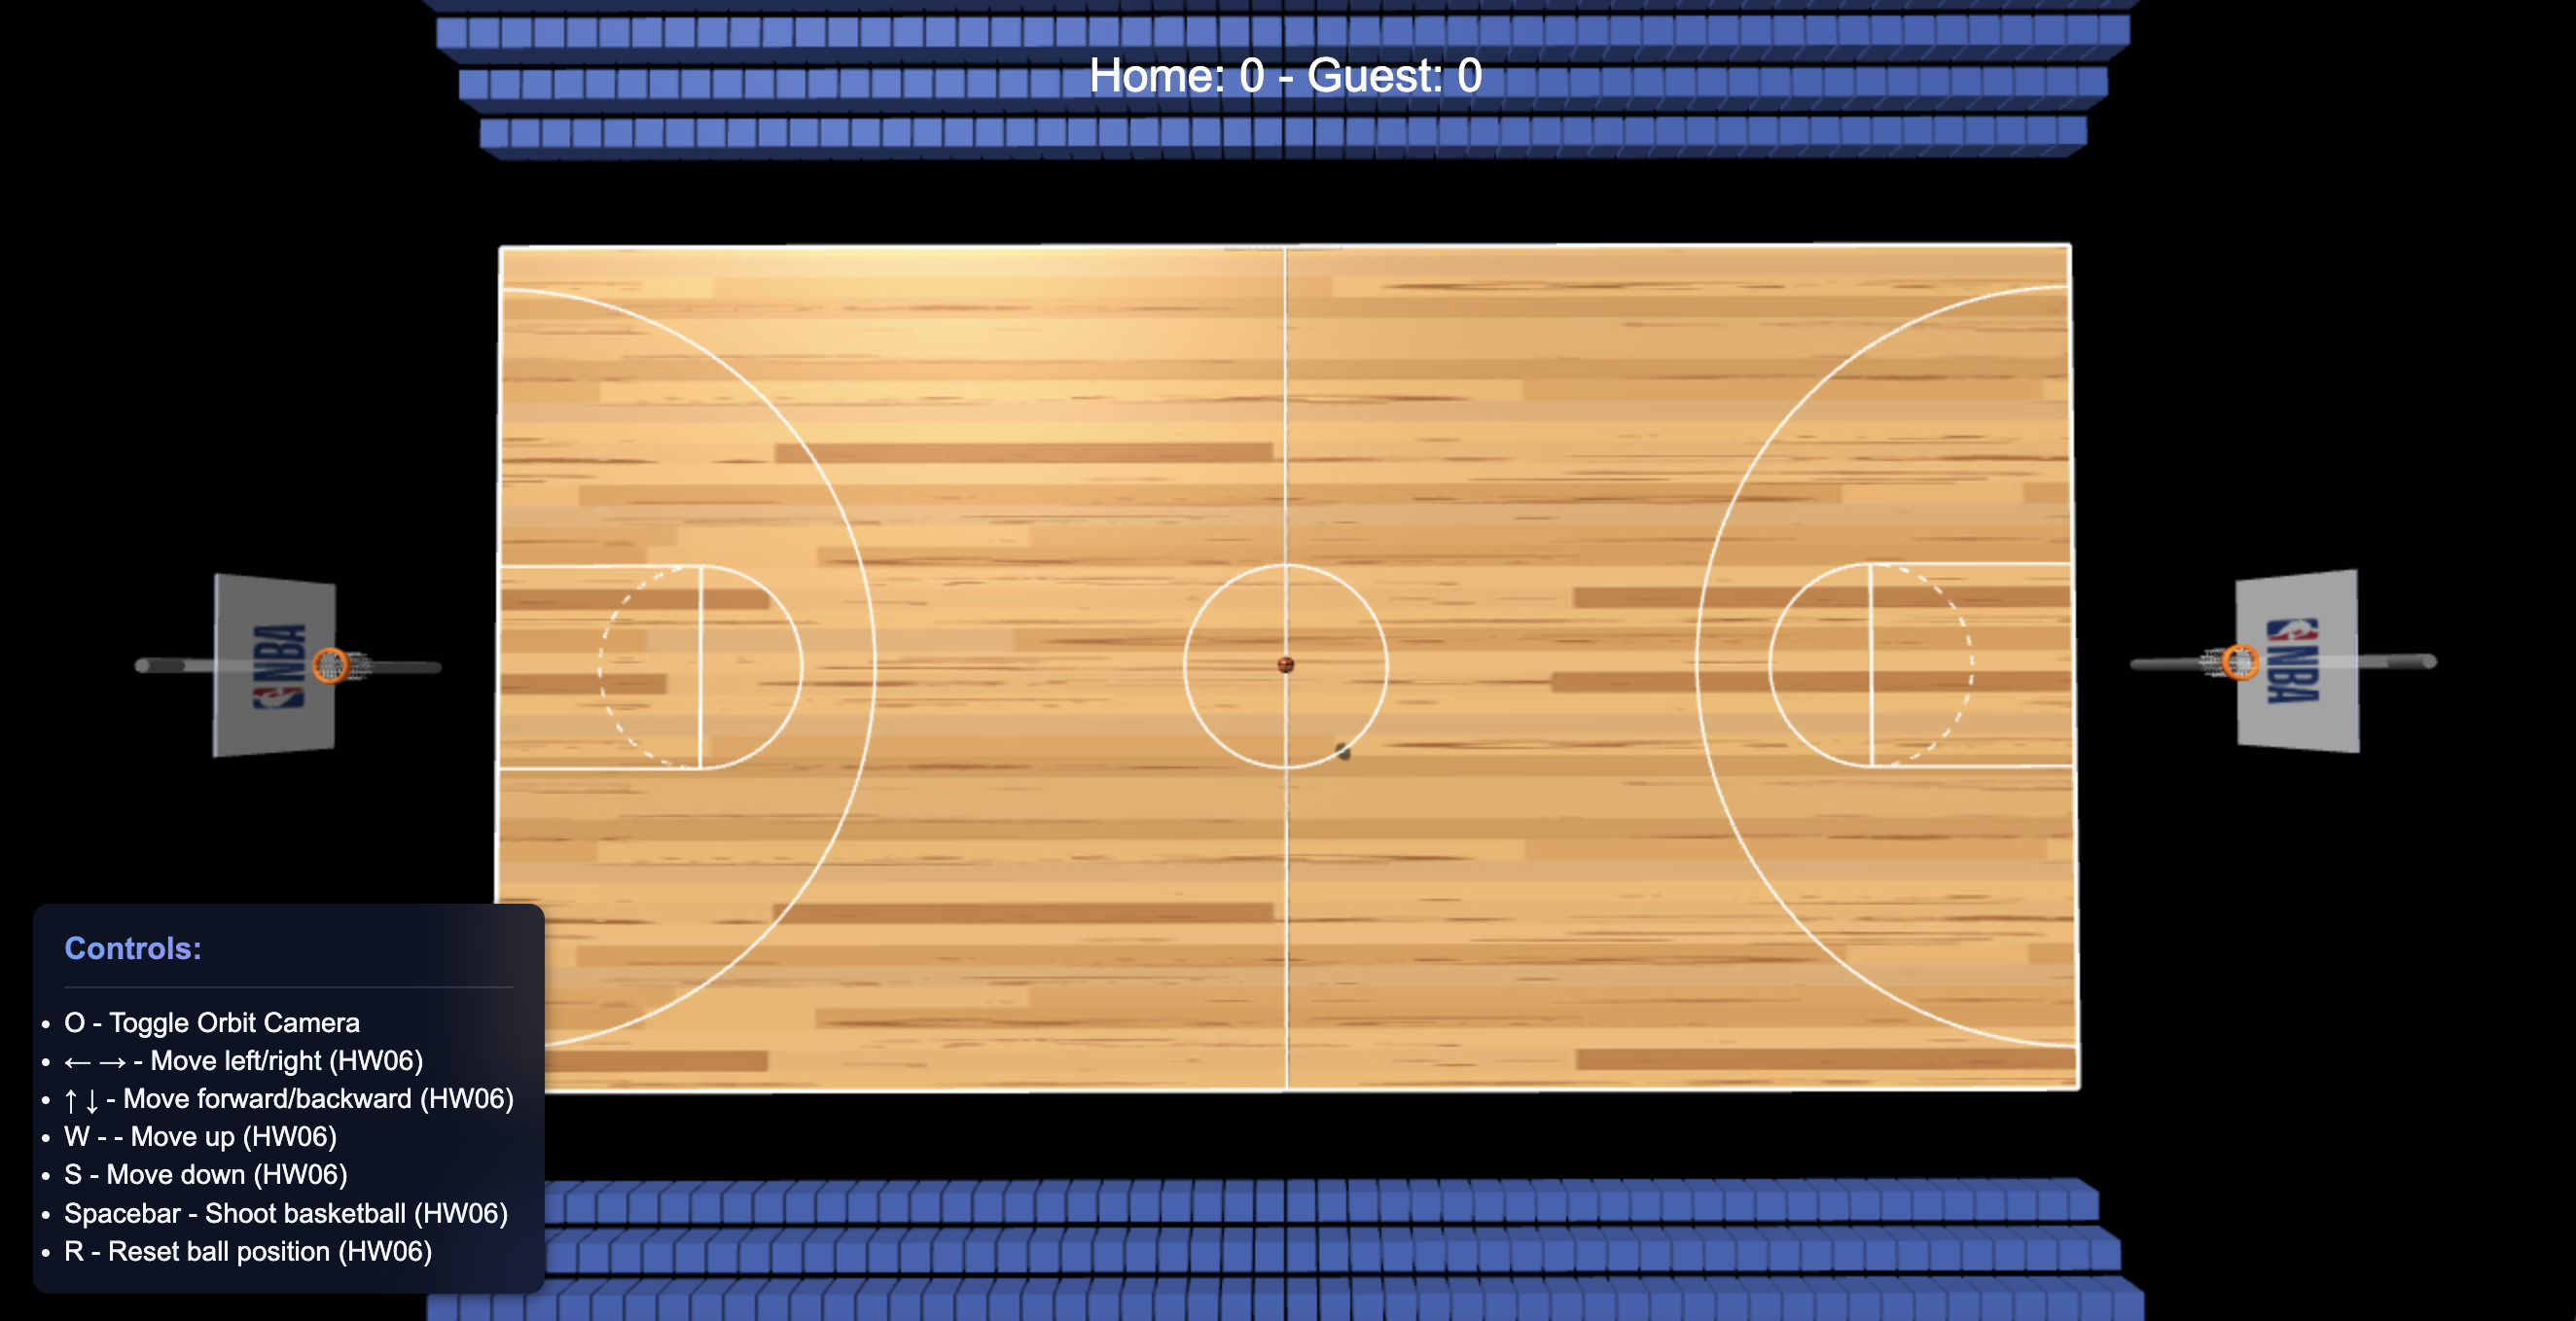 Home: 0 - Guest: 0
NBA
NBA
Controls:
O - Toggle Orbit Camera
← → - Move left/right (HW06)
↑ ↓ - Move forward/backward (HW06)
W - - Move up (HW06)
S - Move down (HW06)
Spacebar - Shoot basketball (HW06)
R - Reset ball position (HW06)